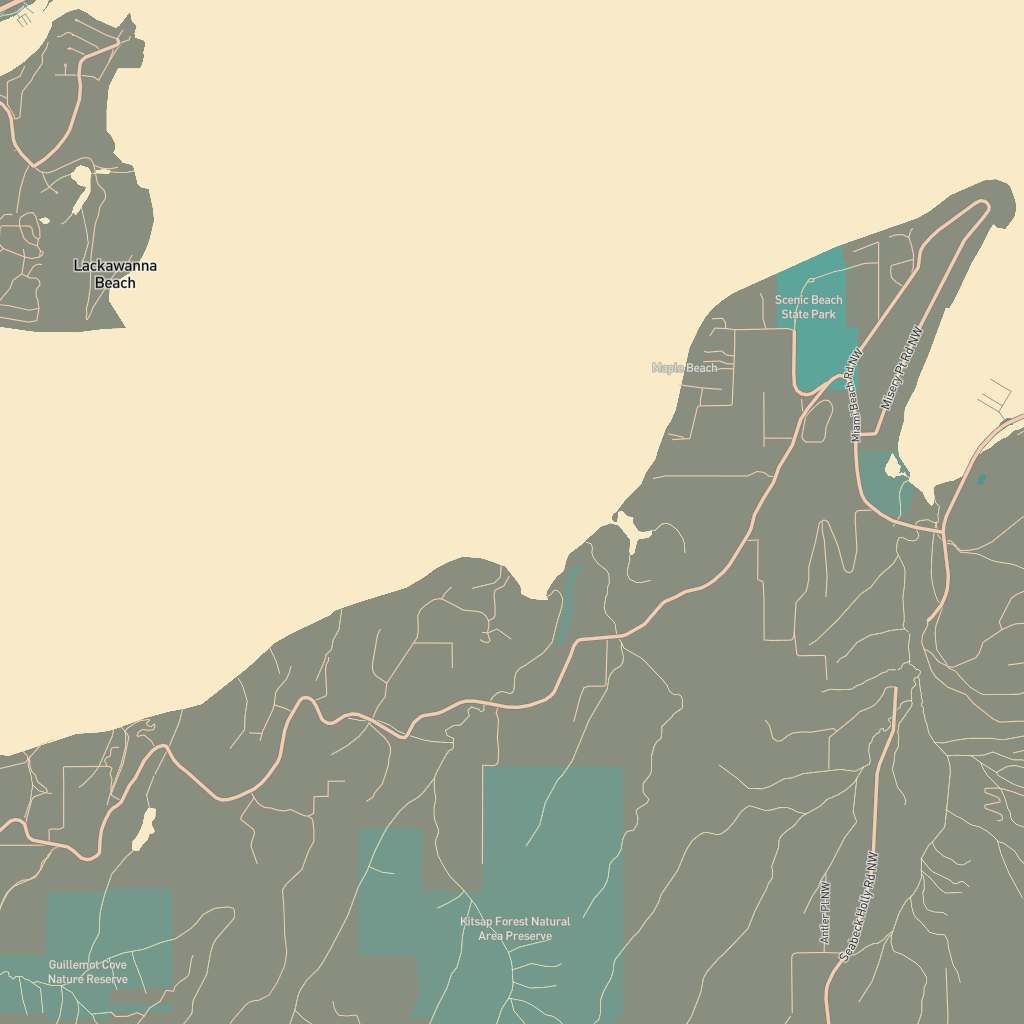 Lackawanna
Beach
Scenic Beach
State Park
Maple Beach
Miami Beach Rd NW
Misery Pt Rd NW
Kitsap Forest Natural
Area Preserve
Antler Pl NW
Seabeck Holly Rd NW
Guillemot Cove
Nature Reserve